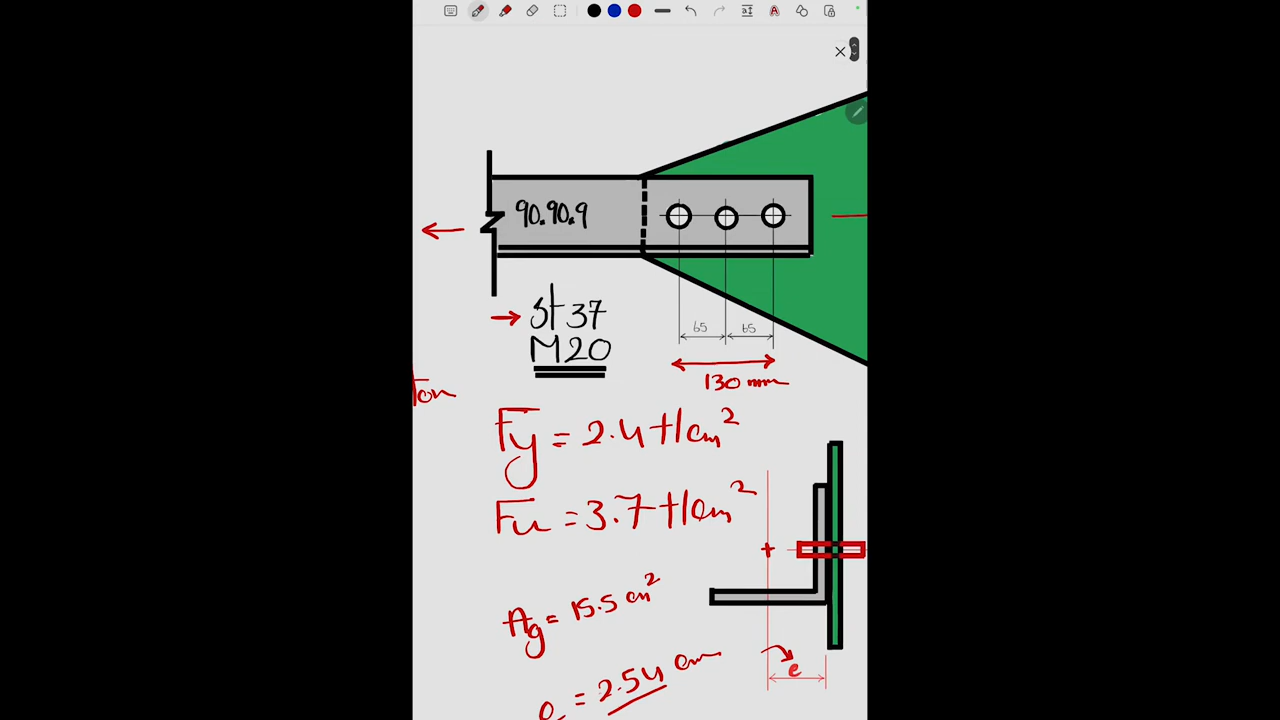 90.90.9
St 37
M20
65 65
130 mm
Ton
Fy = 2.4 t/cm²
Fu = 3.7 t/cm²
Ag = 15.5 cm²
e = 2.54 cm
e